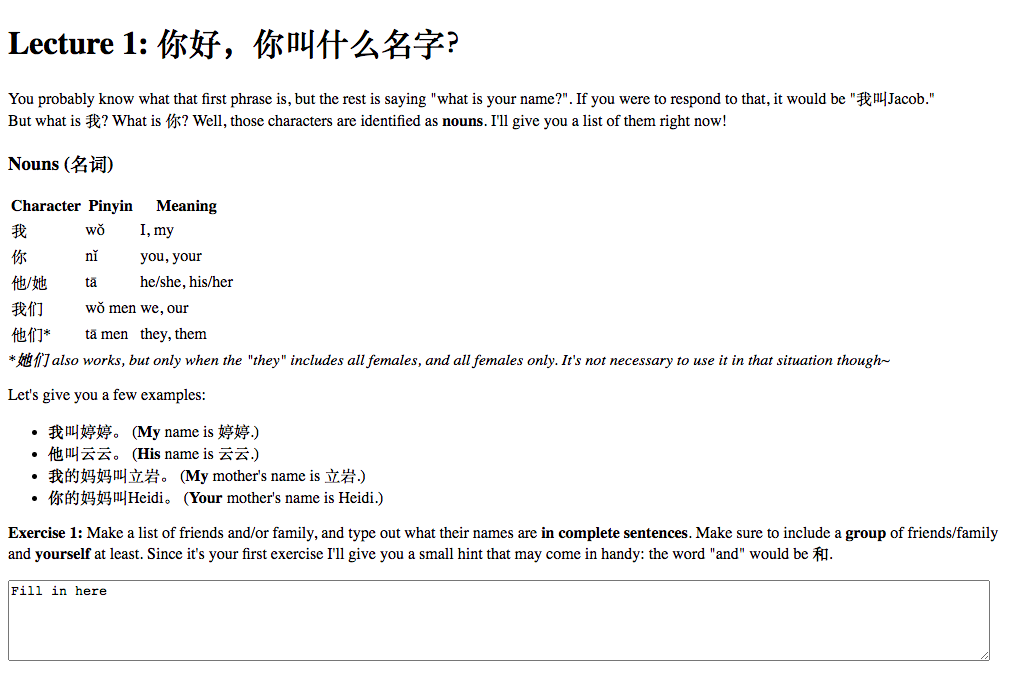 Lecture 1: 你好，你叫什么名字?
You probably know what that first phrase is, but the rest is saying "what is your name?". If you were to respond to that, it would be "我叫Jacob."
But what is 我? What is 你? Well, those characters are identified as nouns. I'll give you a list of them right now!
Nouns (名词)
Character Pinyin Meaning
我 wǒ I, my
你 nǐ you, your
他/她 tā he/she, his/her
我们 wǒ men we, our
他们* tā men they, them
*她们 also works, but only when the "they" includes all females, and all females only. It's not necessary to use it in that situation though~
Let's give you a few examples:
• 我叫婷婷。 (My name is 婷婷.)
• 他叫云云。 (His name is 云云.)
• 我的妈妈叫立岩。 (My mother's name is 立岩.)
• 你的妈妈叫Heidi。 (Your mother's name is Heidi.)
Exercise 1: Make a list of friends and/or family, and type out what their names are in complete sentences. Make sure to include a group of friends/family
and yourself at least. Since it's your first exercise I'll give you a small hint that may come in handy: the word "and" would be 和.
Fill in here